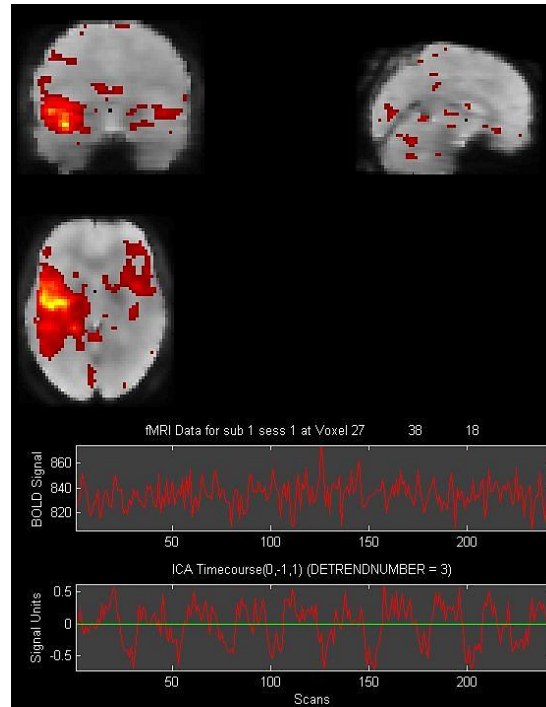 fMRI Data for sub 1 sess 1 at Voxel 27 38 18
BOLD Signal
860
840
820
50 100 150 200
ICA Timecourse(0,-1,1) (DETRENDNUMBER = 3)
Signal Units
0.5
0
-0.5
50 100 150 200
Scans